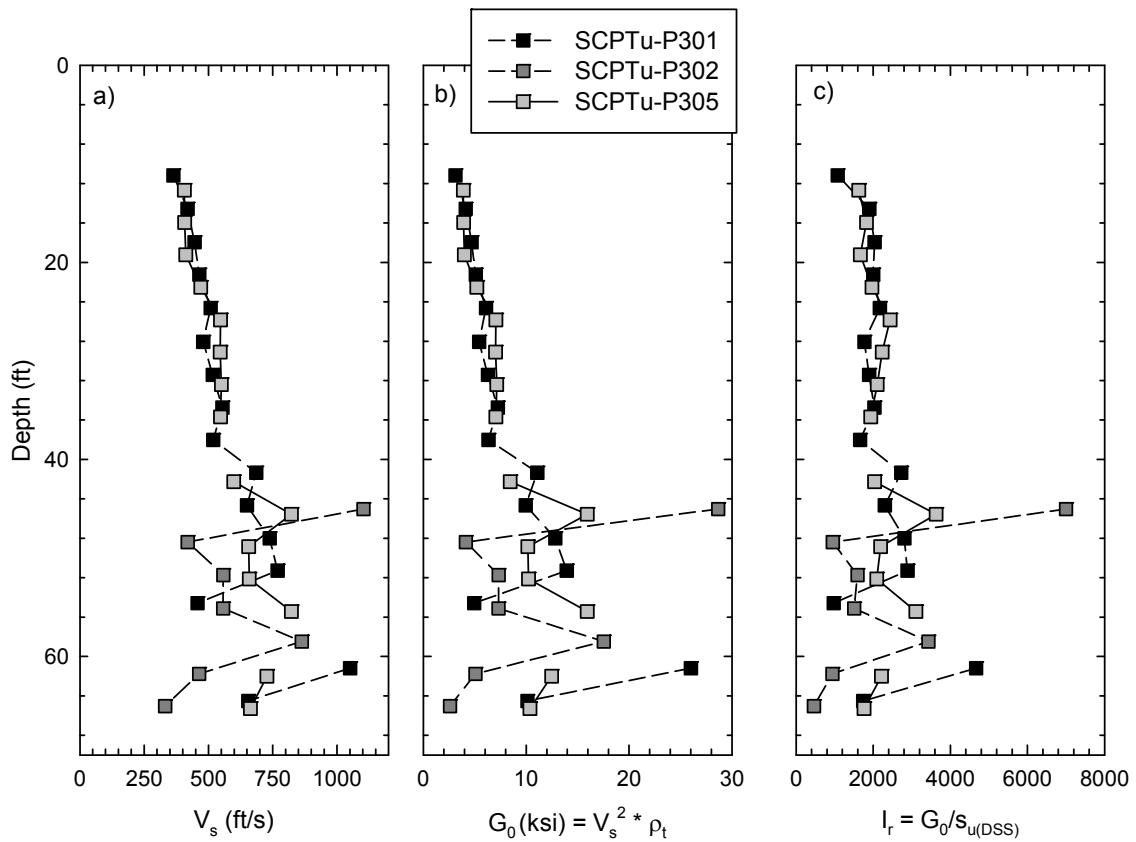 SCPTu-P301
SCPTu-P302
SCPTu-P305
a)
b)
c)
0
20
40
60
Depth (ft)
0 250 500 750 1000
0 10 20 30
0 2000 4000 6000 8000
V_s (ft/s)
G_0 (ksi) = V_s^2 * ρ_t
I_r = G_0/s_u(DSS)